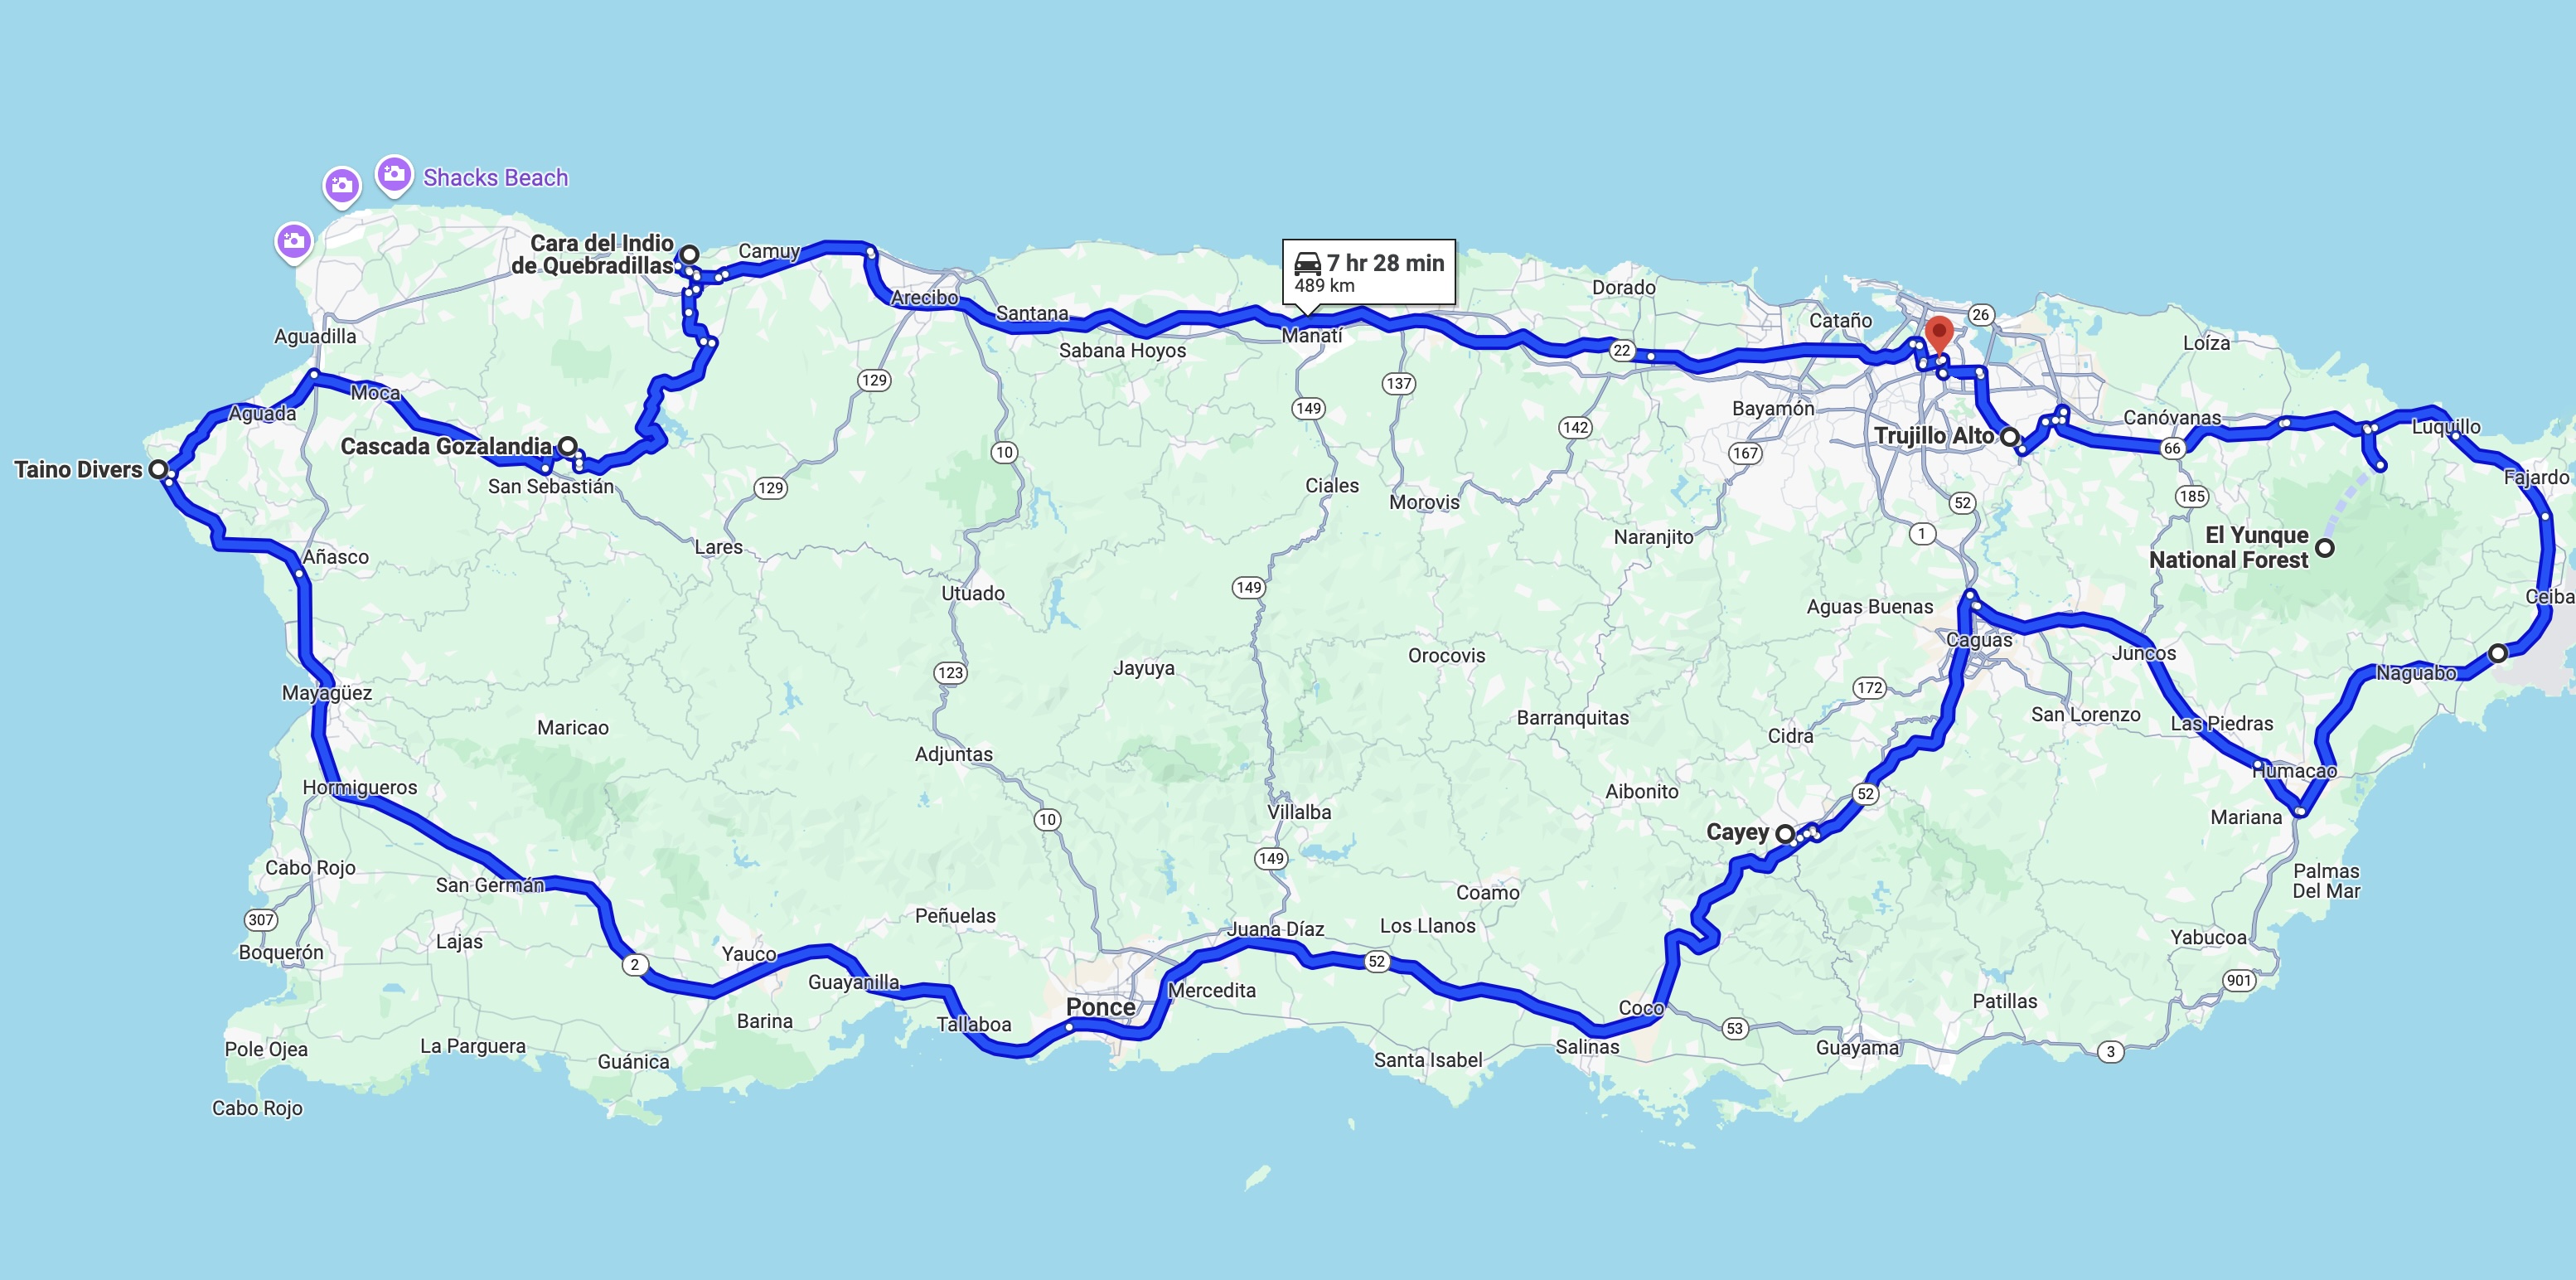 Shacks Beach
Cara del Indio
de Quebradillas
Camuy
7 hr 28 min
489 km
Dorado
Arecibo
Santana
Cataño
26
Aguadilla
Sabana Hoyos
Manatí
22
Loíza
129
137
Moca
Aguada
149
Bayamón
Canóvanas
Luquillo
142
Cascada Gozalandia
Trujillo Alto
66
10
167
Taino Divers
San Sebastián
129
Ciales
Morovis
52
185
Fajardo
Naranjito
1
El Yunque
National Forest
Lares
Añasco
149
Utuado
Aguas Buenas
Ceiba
Caguas
Jayuya
Orocovis
Juncos
123
Naguabo
Mayagüez
172
Maricao
Barranquitas
San Lorenzo
Las Piedras
Cidra
Adjuntas
Humacao
Hormigueros
Aibonito
52
10
Villalba
Mariana
Cayey
149
Cabo Rojo
San Germán
Coamo
Palmas
Del Mar
307
Peñuelas
Juana Díaz
Los Llanos
Lajas
Yabucoa
Boquerón
2
Yauco
52
Guayanilla
Mercedita
901
Ponce
Coco
Patillas
Barina
Tallaboa
53
Pole Ojea
La Parguera
Guánica
Santa Isabel
Salinas
Guayama
3
Cabo Rojo